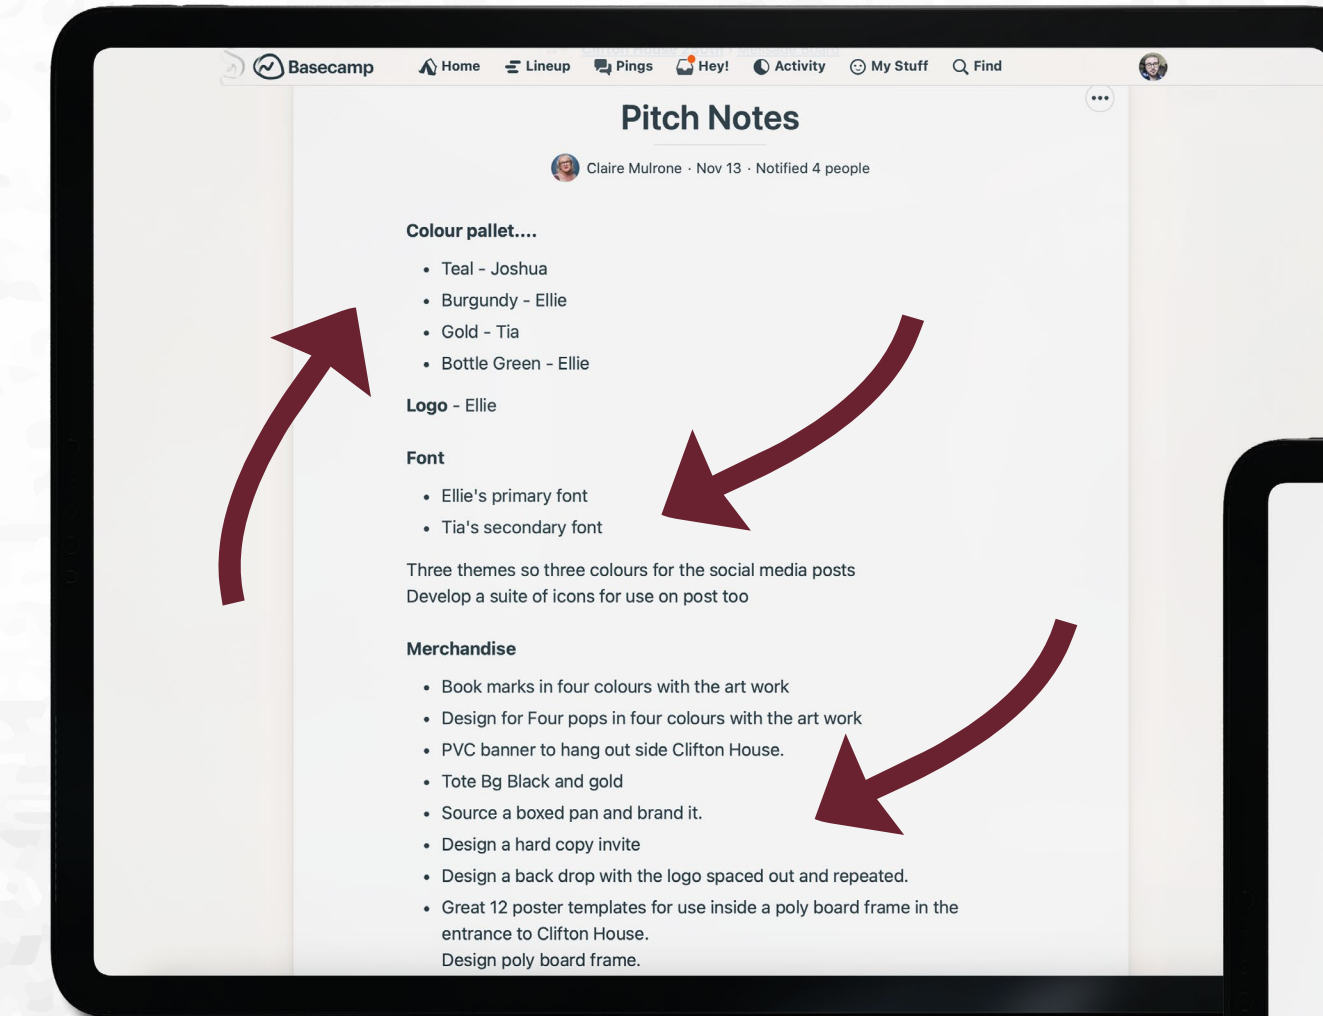 Clifton House 250th › Message Board
Basecamp Home Lineup Pings Hey! Activity My Stuff Find
Pitch Notes
Claire Mulrone · Nov 13 · Notified 4 people
Colour pallet....
• Teal - Joshua
• Burgundy - Ellie
• Gold - Tia
• Bottle Green - Ellie
Logo - Ellie
Font
• Ellie's primary font
• Tia's secondary font
Three themes so three colours for the social media posts
Develop a suite of icons for use on post too
Merchandise
• Book marks in four colours with the art work
• Design for Four pops in four colours with the art work
• PVC banner to hang out side Clifton House.
• Tote Bg Black and gold
• Source a boxed pan and brand it.
• Design a hard copy invite
• Design a back drop with the logo spaced out and repeated.
• Great 12 poster templates for use inside a poly board frame in the
entrance to Clifton House.
Design poly board frame.